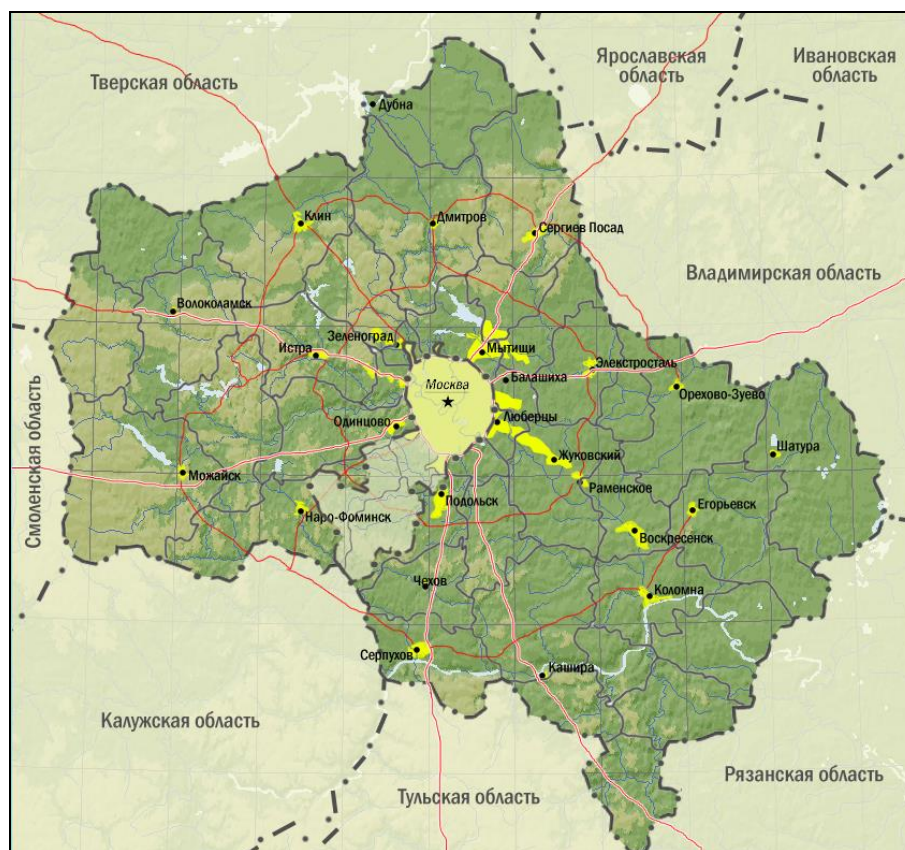 Ярославская
область
Ивановская
область
Тверская область
Дубна
Клин
Дмитров
Сергиев Посад
Владимирская область
Волоколамск
Зеленоград
Истра
Мытищи
Элекстросталь
Москва
Балашиха
Орехово-Зуево
Смоленская область
Одинцово
Люберцы
Шатура
Можайск
Жуковский
Раменское
Подольск
Наро-Фоминск
Егорьевск
Воскресенск
Чехов
Коломна
Серпухов
Кашира
Калужская область
Рязанская область
Тульская область